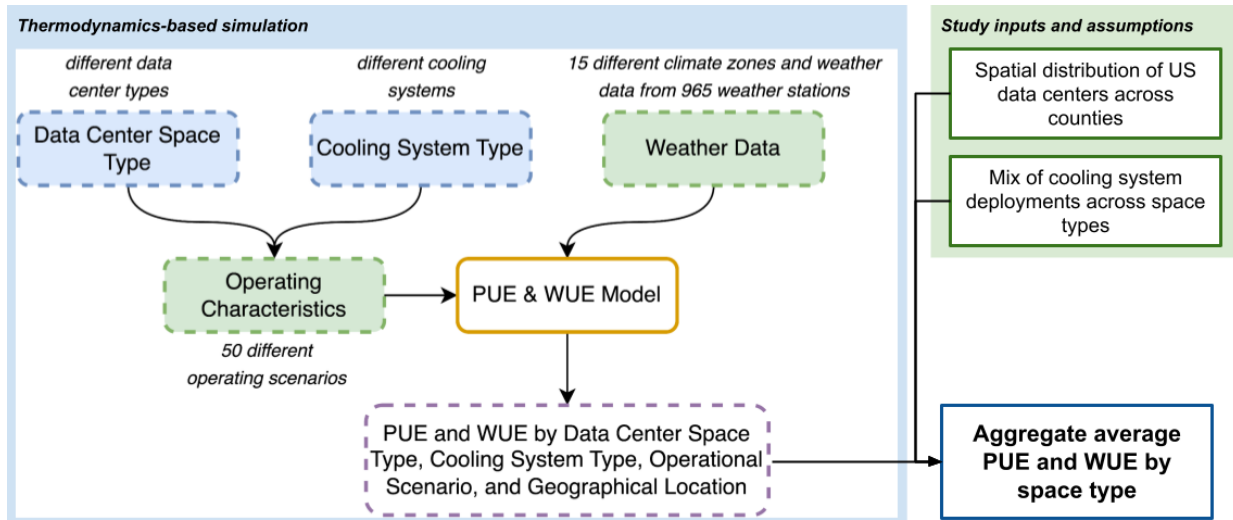 Thermodynamics-based simulation
different data
center types
different cooling
systems
15 different climate zones and weather
data from 965 weather stations
Data Center Space
Type
Cooling System Type
Weather Data
Operating
Characteristics
50 different
operating scenarios
PUE & WUE Model
PUE and WUE by Data Center Space
Type, Cooling System Type, Operational
Scenario, and Geographical Location
Study inputs and assumptions
Spatial distribution of US
data centers across
counties
Mix of cooling system
deployments across space
types
Aggregate average
PUE and WUE by
space type